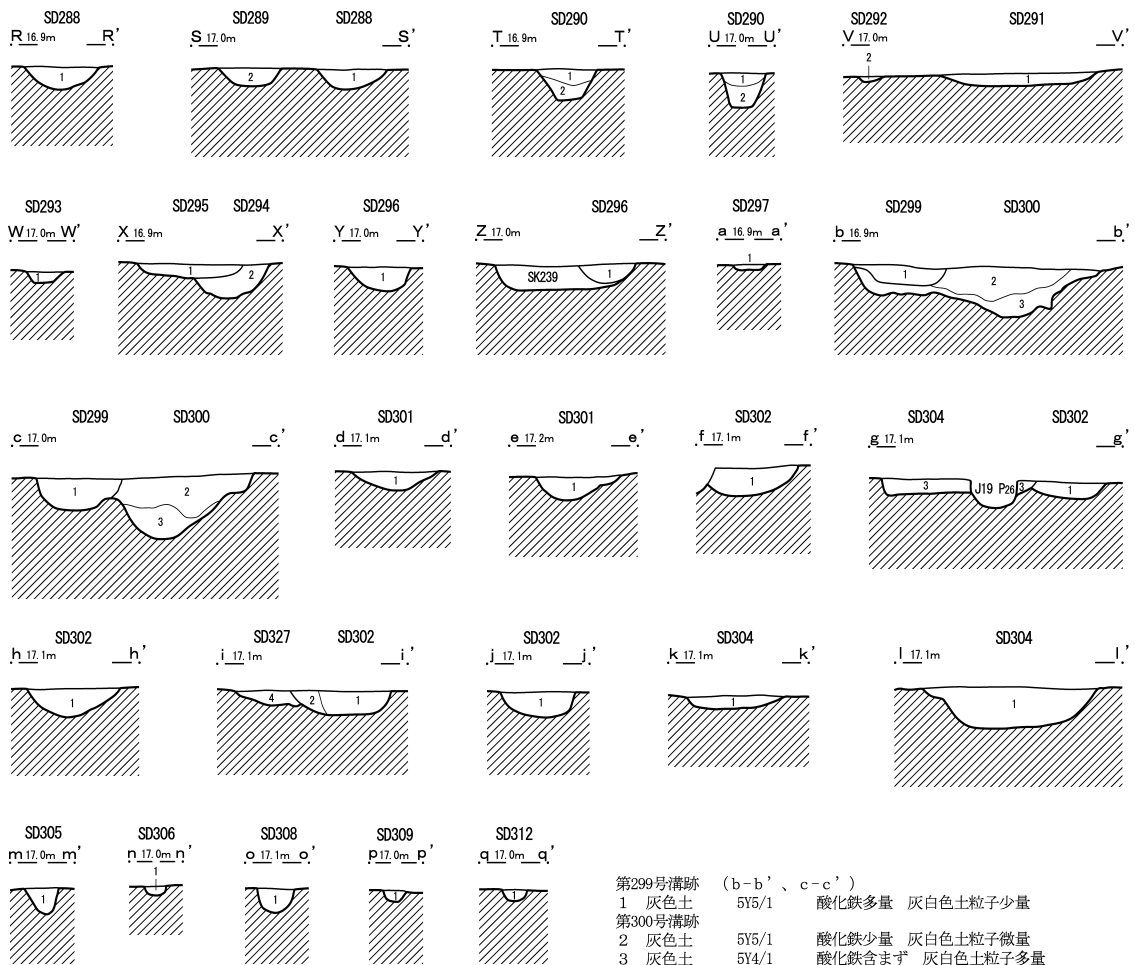 SD288 SD289 SD288 SD290 SD290 SD292 SD291
R 16.9m R’ S 17.0m S’ T 16.9m T’ U 17.0m U’ V 17.0m V’
2
1 2 1 1 1 1
2 2
SD293 SD295 SD294 SD296 SD296 SD297 SD299 SD300
W 17.0m W’ X 16.9m X’ Y 17.0m Y’ Z 17.0m Z’ a 16.9m a’ b 16.9m b’
1
1 1 2 1 SK239 1 1 2
3
SD299 SD300 SD301 SD301 SD302 SD304 SD302
c 17.0m c’ d 17.1m d’ e 17.2m e’ f 17.1m f’ g 17.1m g’
1 2 1 1 1 3 J19 P26 3 1
3
SD302 SD327 SD302 SD302 SD304 SD304
h 17.1m h’ i 17.1m i’ j 17.1m j’ k 17.1m k’ l 17.1m l’
1 4 2 1 1 1 1
SD305 SD306 SD308 SD309 SD312
m 17.0m m’ n 17.0m n’ o 17.1m o’ p 17.0m p’ q 17.0m q’
1
1 1 1 1
第299号溝跡 (b-b’、c-c’)
1 灰色土 5Y5/1 酸化鉄多量 灰白色土粒子少量
第300号溝跡
2 灰色土 5Y5/1 酸化鉄少量 灰白色土粒子微量
3 灰色土 5Y4/1 酸化鉄含まず 灰白色土粒子多量